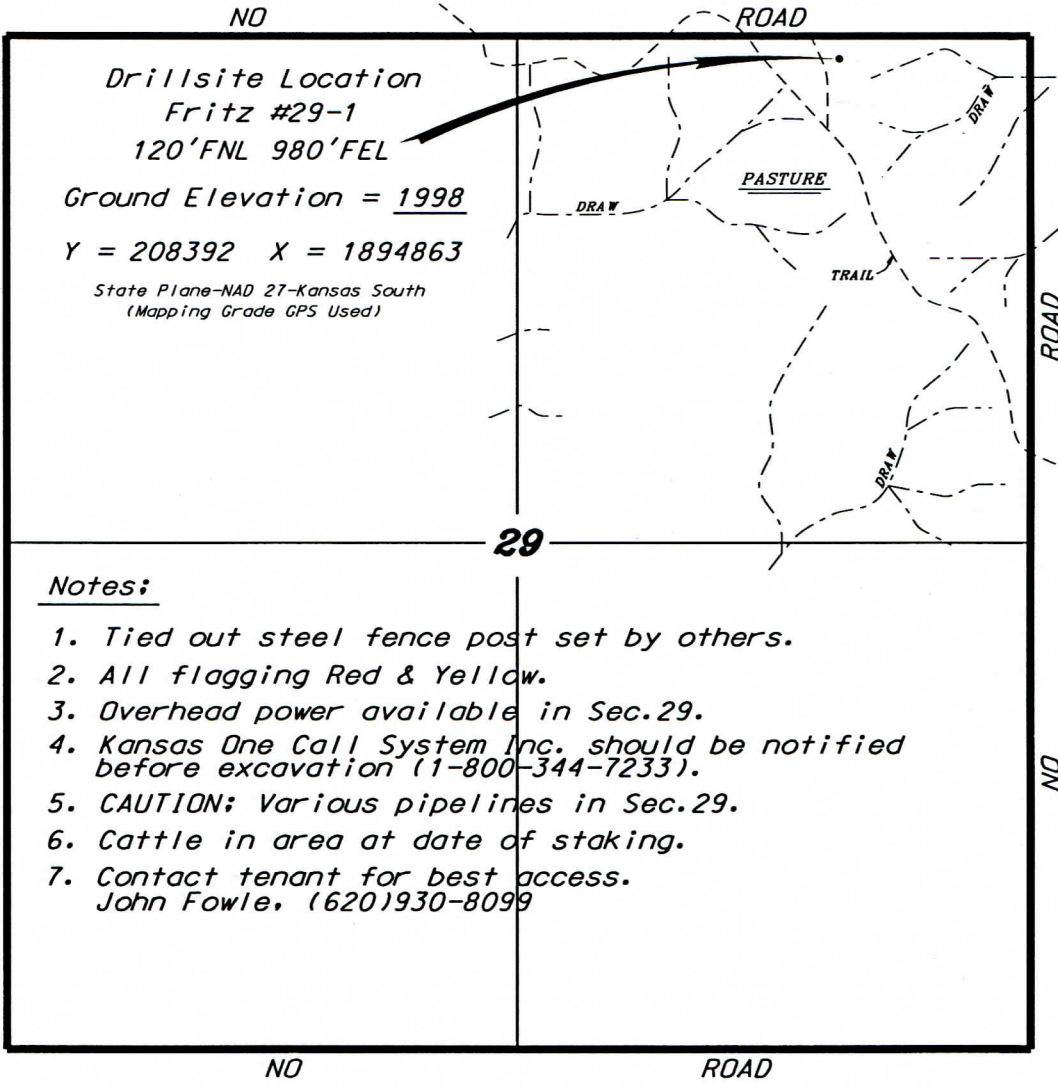 NO ROAD
Drillsite Location
Fritz #29-1
120'FNL 980'FEL
Ground Elevation = 1998
Y = 208392 X = 1894863
State Plane-NAD 27-Kansas South
(Mapping Grade GPS Used)
DRAW
PASTURE
DRAW
TRAIL
DRAW
NO ROAD
29
Notes:
1. Tied out steel fence post set by others.
2. All flagging Red & Yellow.
3. Overhead power available in Sec.29.
4. Kansas One Call System Inc. should be notified
before excavation (1-800-344-7233).
5. CAUTION: Various pipelines in Sec.29.
6. Cattle in area at date of staking.
7. Contact tenant for best access.
John Fowle, (620)930-8099
NO ROAD